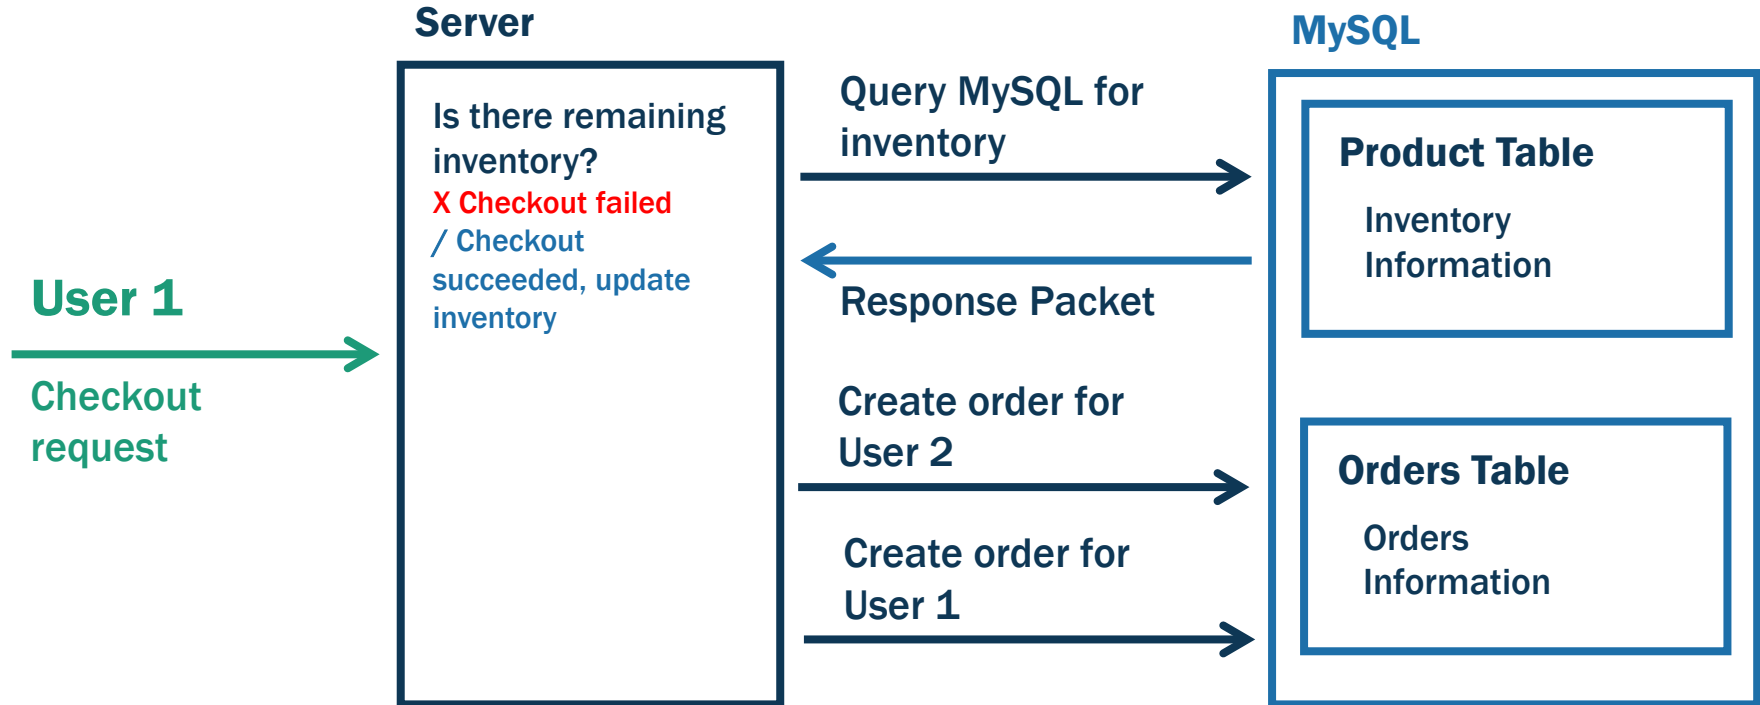 Server
MySQL
Is there remaining
inventory?
X Checkout failed
/ Checkout
succeeded, update
inventory
User 1
Checkout
request
Query MySQL for
inventory
Response Packet
Create order for
User 2
Create order for
User 1
Product Table
Inventory
Information
Orders Table
Orders
Information